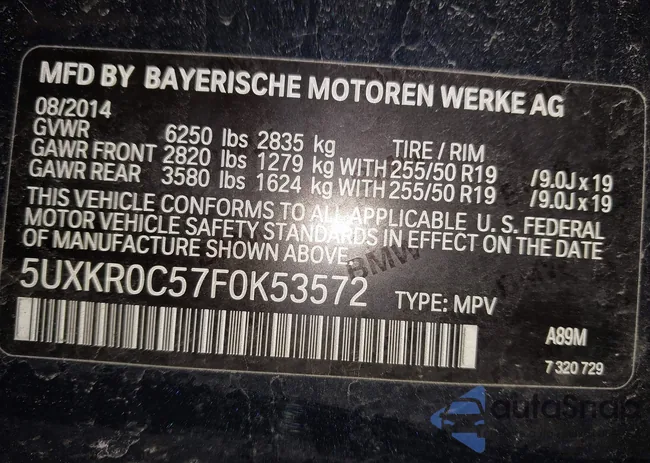 MFD BY BAYERISCHE MOTOREN WERKE AG
08/2014
GVWR 6250 lbs 2835 kg TIRE / RIM
GAWR FRONT 2820 lbs 1279 kg WITH 255/50 R19 /9.0J x 19
GAWR REAR 3580 lbs 1624 kg WITH 255/50 R19 /9.0J x 19
THIS VEHICLE CONFORMS TO ALL APPLICABLE U. S. FEDERAL
MOTOR VEHICLE SAFETY STANDARDS IN EFFECT ON THE DATE
OF MANUFACTURE SHOWN ABOVE.
BMW
BMW
5UXKR0C57F0K53572 TYPE: MPV
A89M
7 320 729
autoSnap